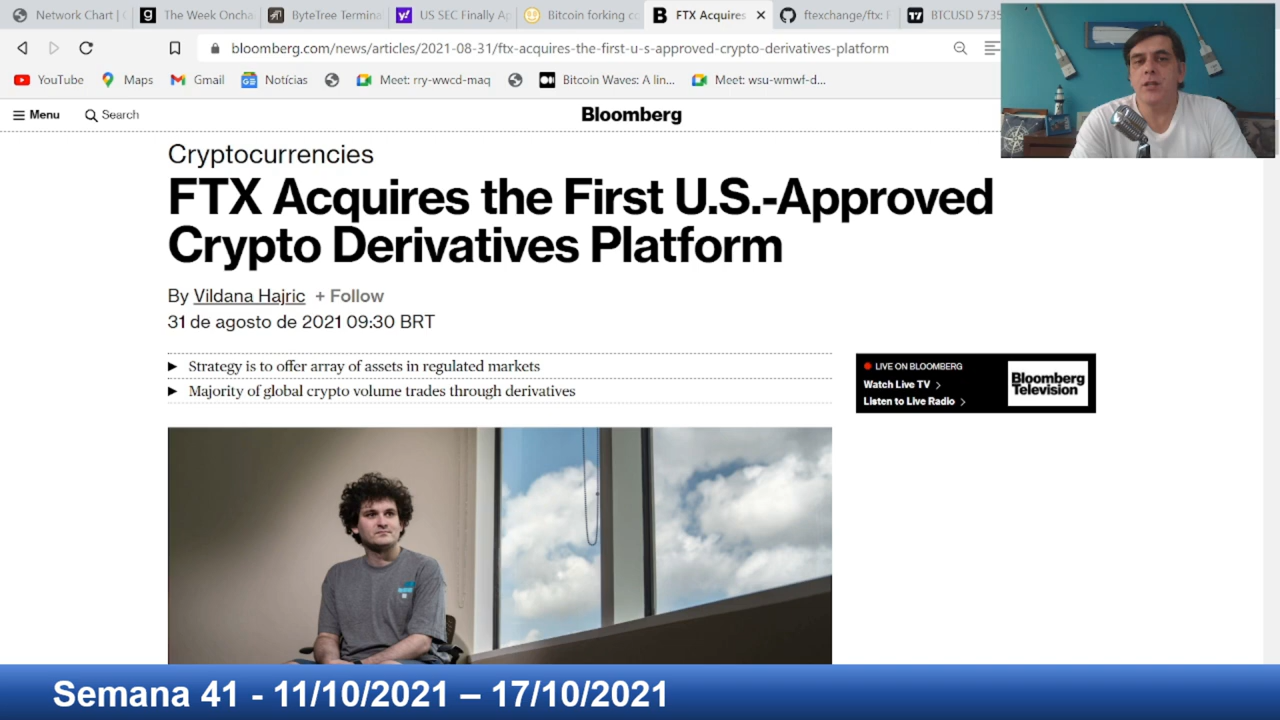 Network Chart |
The Week Oncha
ByteTree Termina
US SEC Finally Ap
Bitcoin forking co
FTX Acquires
ftexchange/ftx: F
BTCUSD 5735
bloomberg.com/news/articles/2021-08-31/ftx-acquires-the-first-u-s-approved-crypto-derivatives-platform
YouTube
Maps
Gmail
Notícias
Meet: rry-wwcd-maq
Bitcoin Waves: A lin...
Meet: wsu-wmwf-d...
Menu
Search
Bloomberg
Cryptocurrencies
FTX Acquires the First U.S.-Approved
Crypto Derivatives Platform
By Vildana Hajric + Follow
31 de agosto de 2021 09:30 BRT
Strategy is to offer array of assets in regulated markets
Majority of global crypto volume trades through derivatives
LIVE ON BLOOMBERG
Watch Live TV >
Listen to Live Radio >
Bloomberg
Television
Semana 41 - 11/10/2021 – 17/10/2021